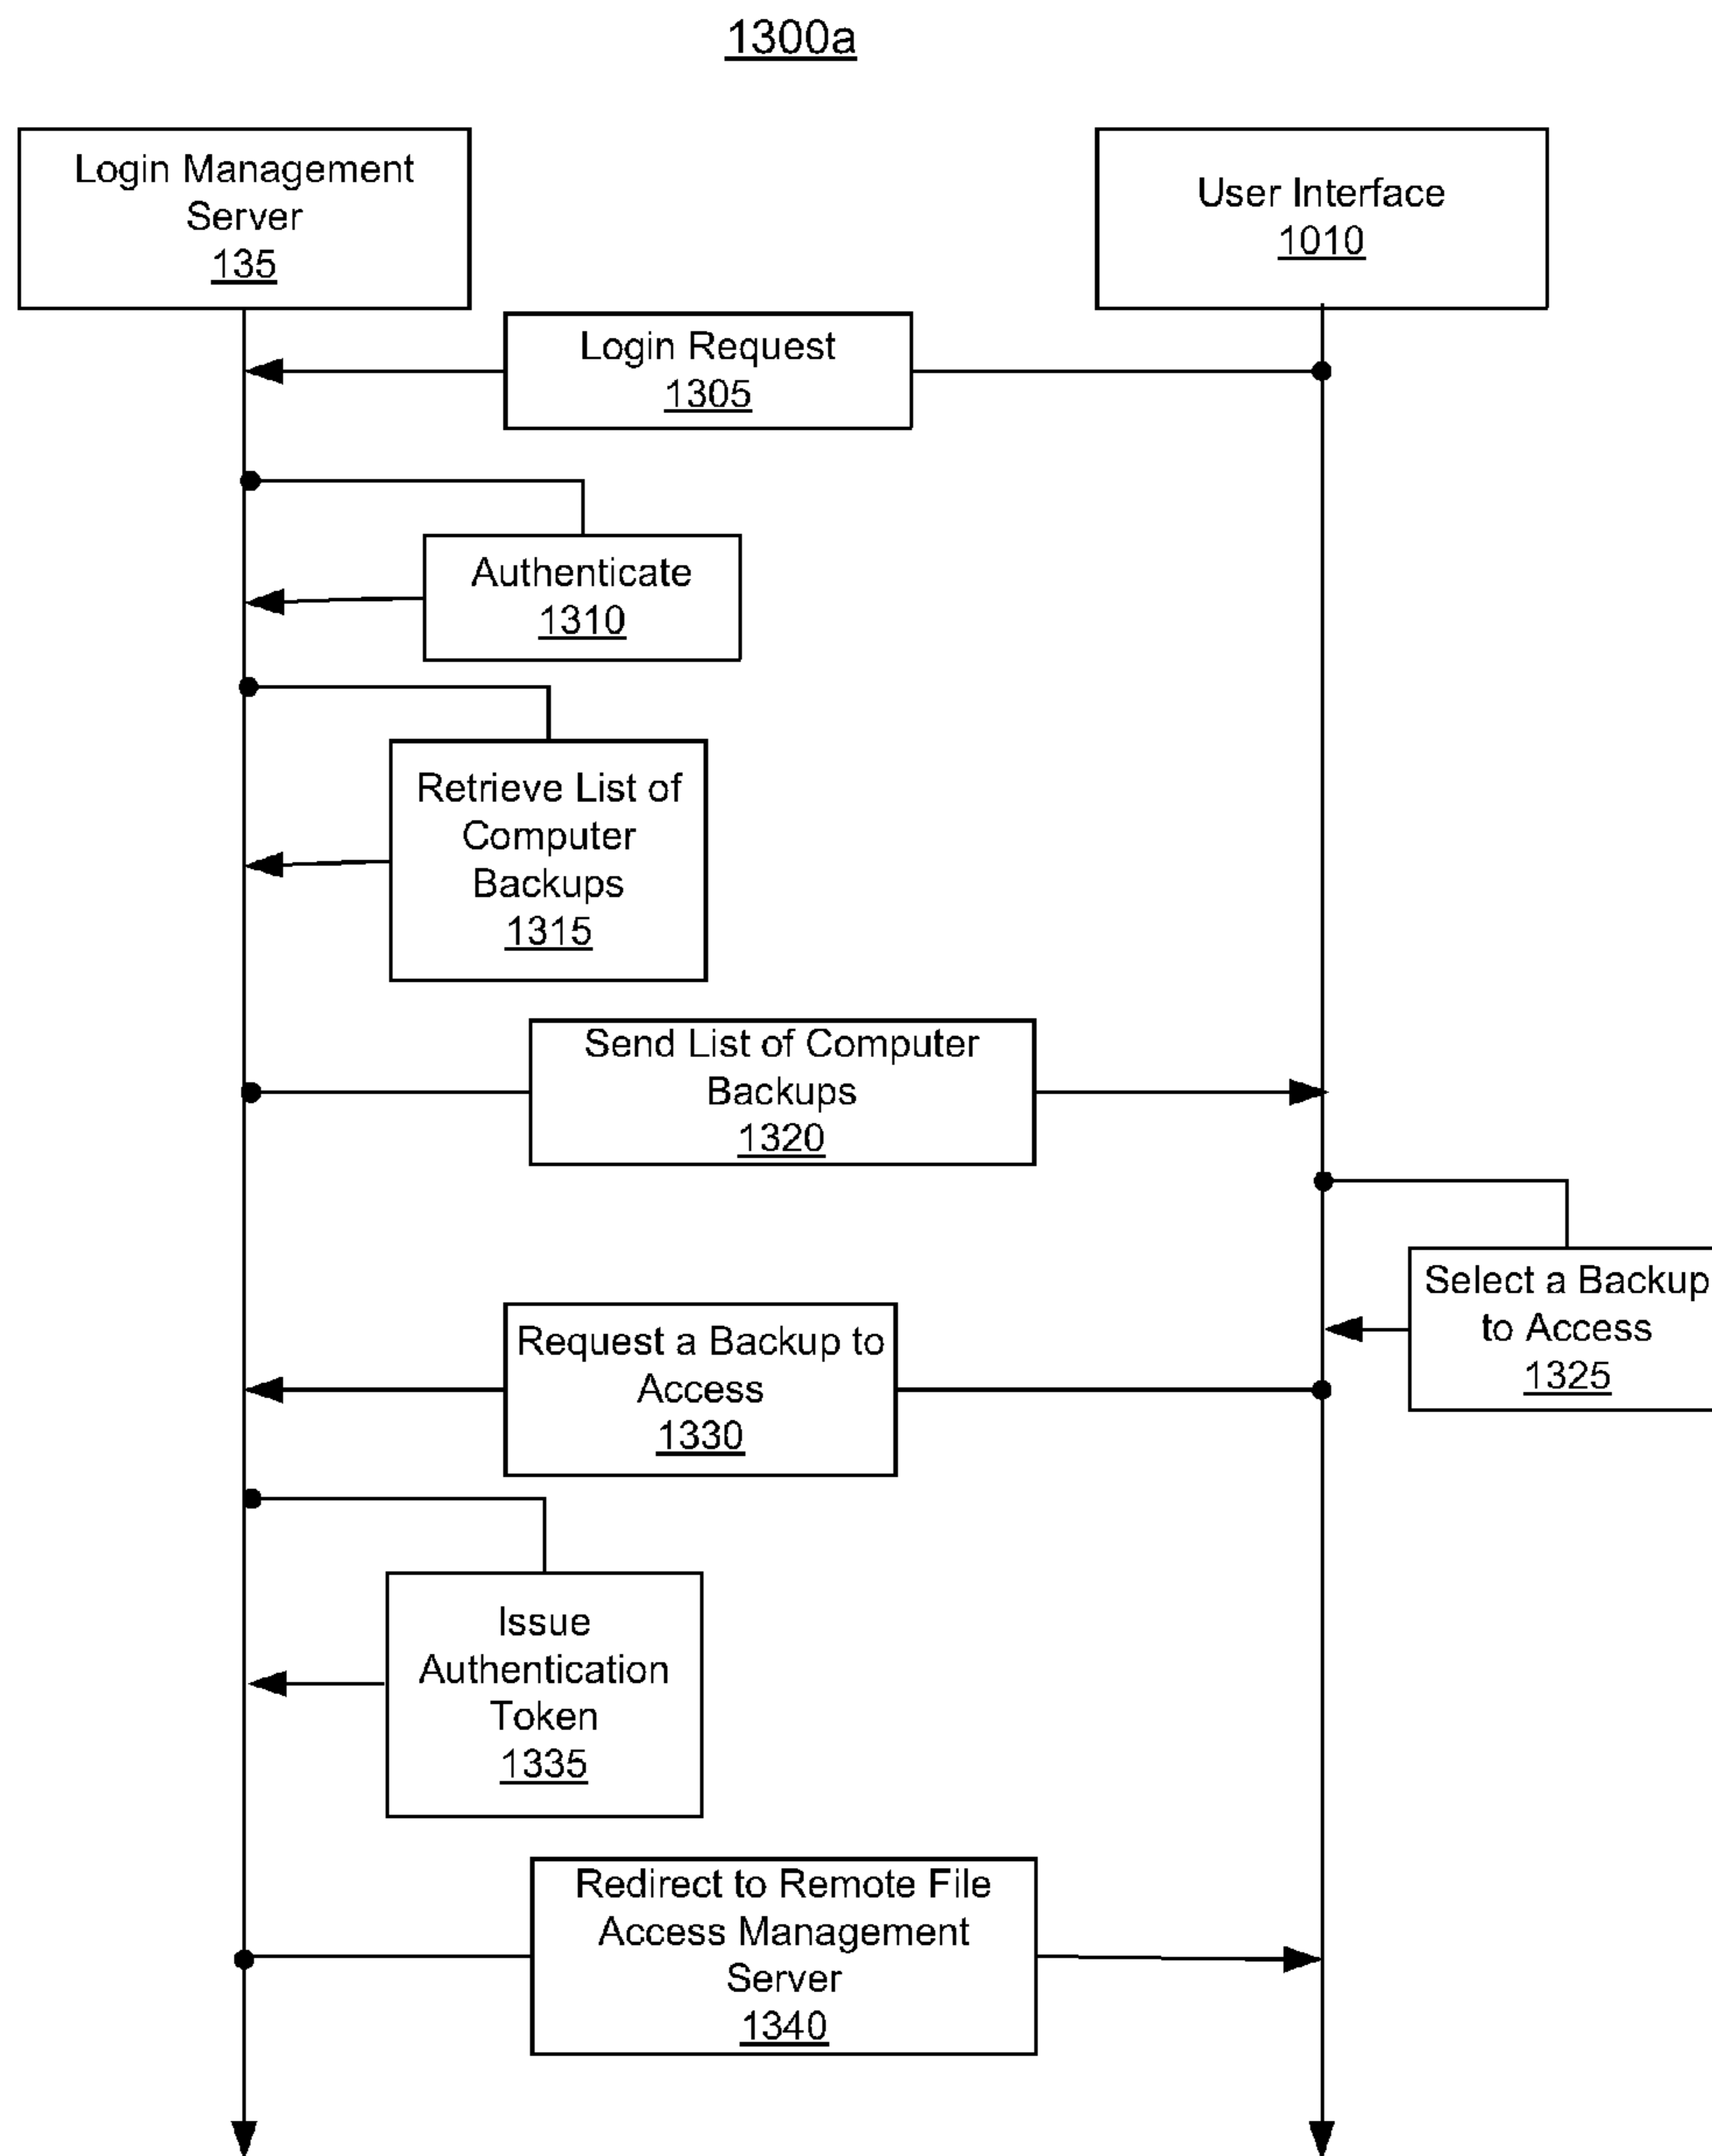 1300a
Login Management
Server
135
User Interface
1010
Login Request
1305
Authenticate
1310
Retrieve List of
Computer
Backups
1315
Send List of Computer
Backups
1320
Select a Backup
to Access
1325
Request a Backup to
Access
1330
Issue
Authentication
Token
1335
Redirect to Remote File
Access Management
Server
1340